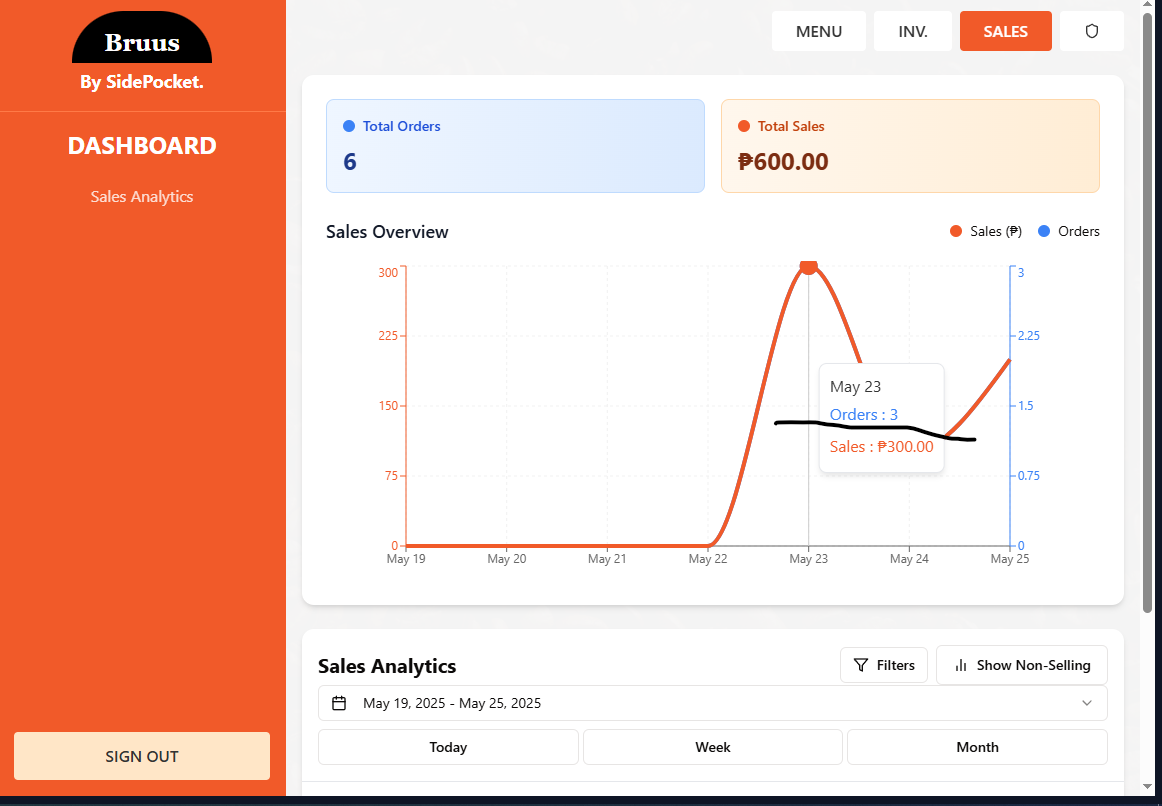 Bruus
By SidePocket.
DASHBOARD
Sales Analytics
SIGN OUT
MENU INV. SALES
Total Orders
6
Total Sales
₱600.00
Sales Overview
Sales (₱) Orders
300
225
150
75
0
3
2.25
1.5
0.75
0
May 23
Orders : 3
Sales : ₱300.00
May 19 May 20 May 21 May 22 May 23 May 24 May 25
Sales Analytics
Filters
Show Non-Selling
May 19, 2025 - May 25, 2025
Today Week Month